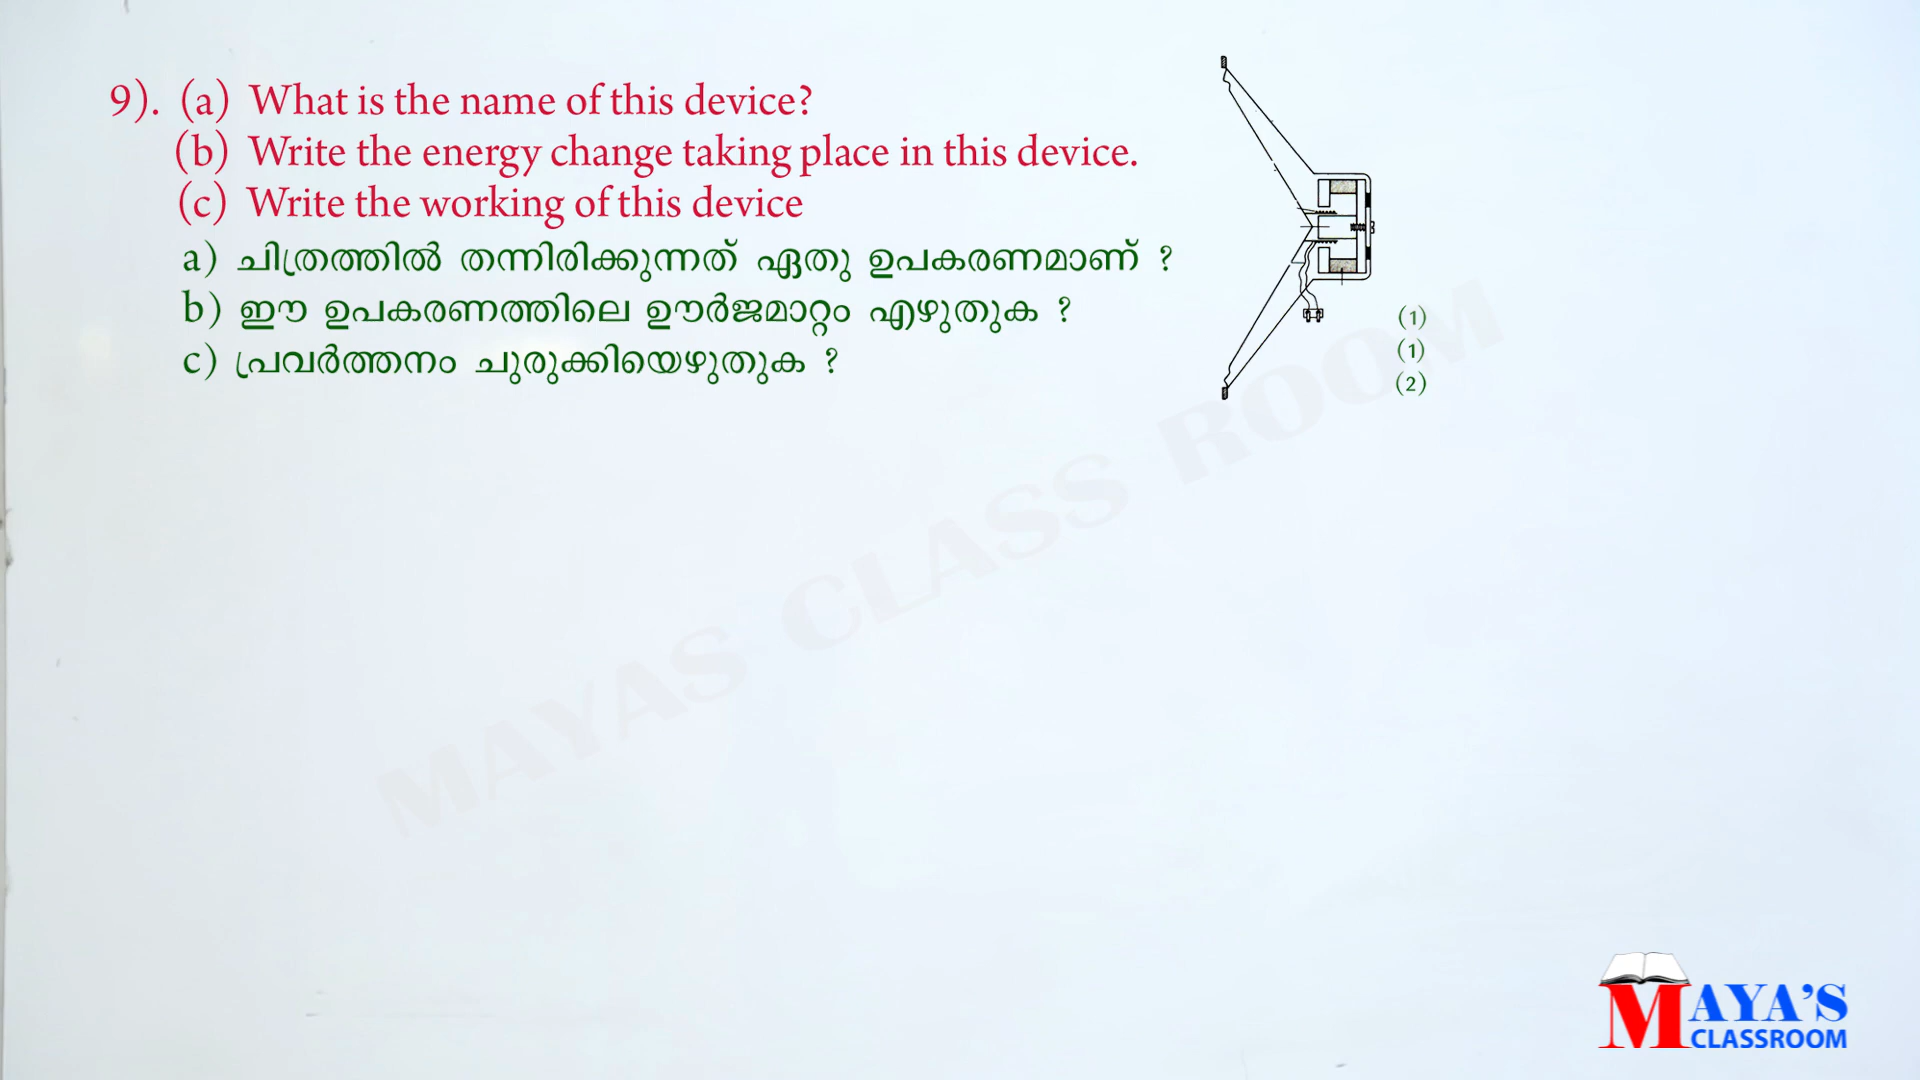 9). (a) What is the name of this device?
(b) Write the energy change taking place in this device.
(c) Write the working of this device
a) ചിത്രത്തിൽ തന്നിരിക്കുന്നത് ഏതു ഉപകരണമാണ് ?
b) ഈ ഉപകരണത്തിലെ ഊർജമാറ്റം എഴുതുക ?
(1)
(1)
c) പ്രവർത്തനം ചുരുക്കിയെഴുതുക ?
(2)
MAYAS CLASS ROOM
MAYA'S
CLASSROOM